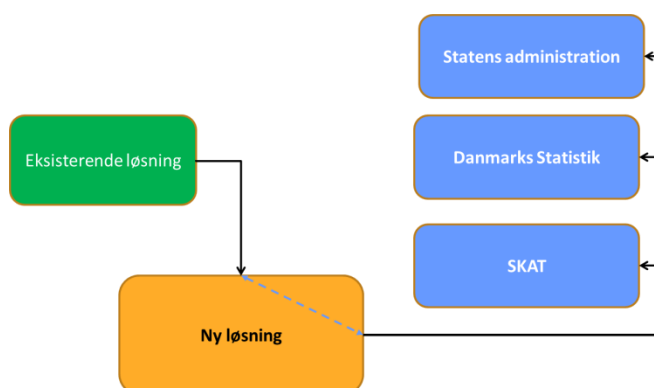 Statens administration
Eksisterende løsning
Danmarks Statistik
SKAT
Ny løsning